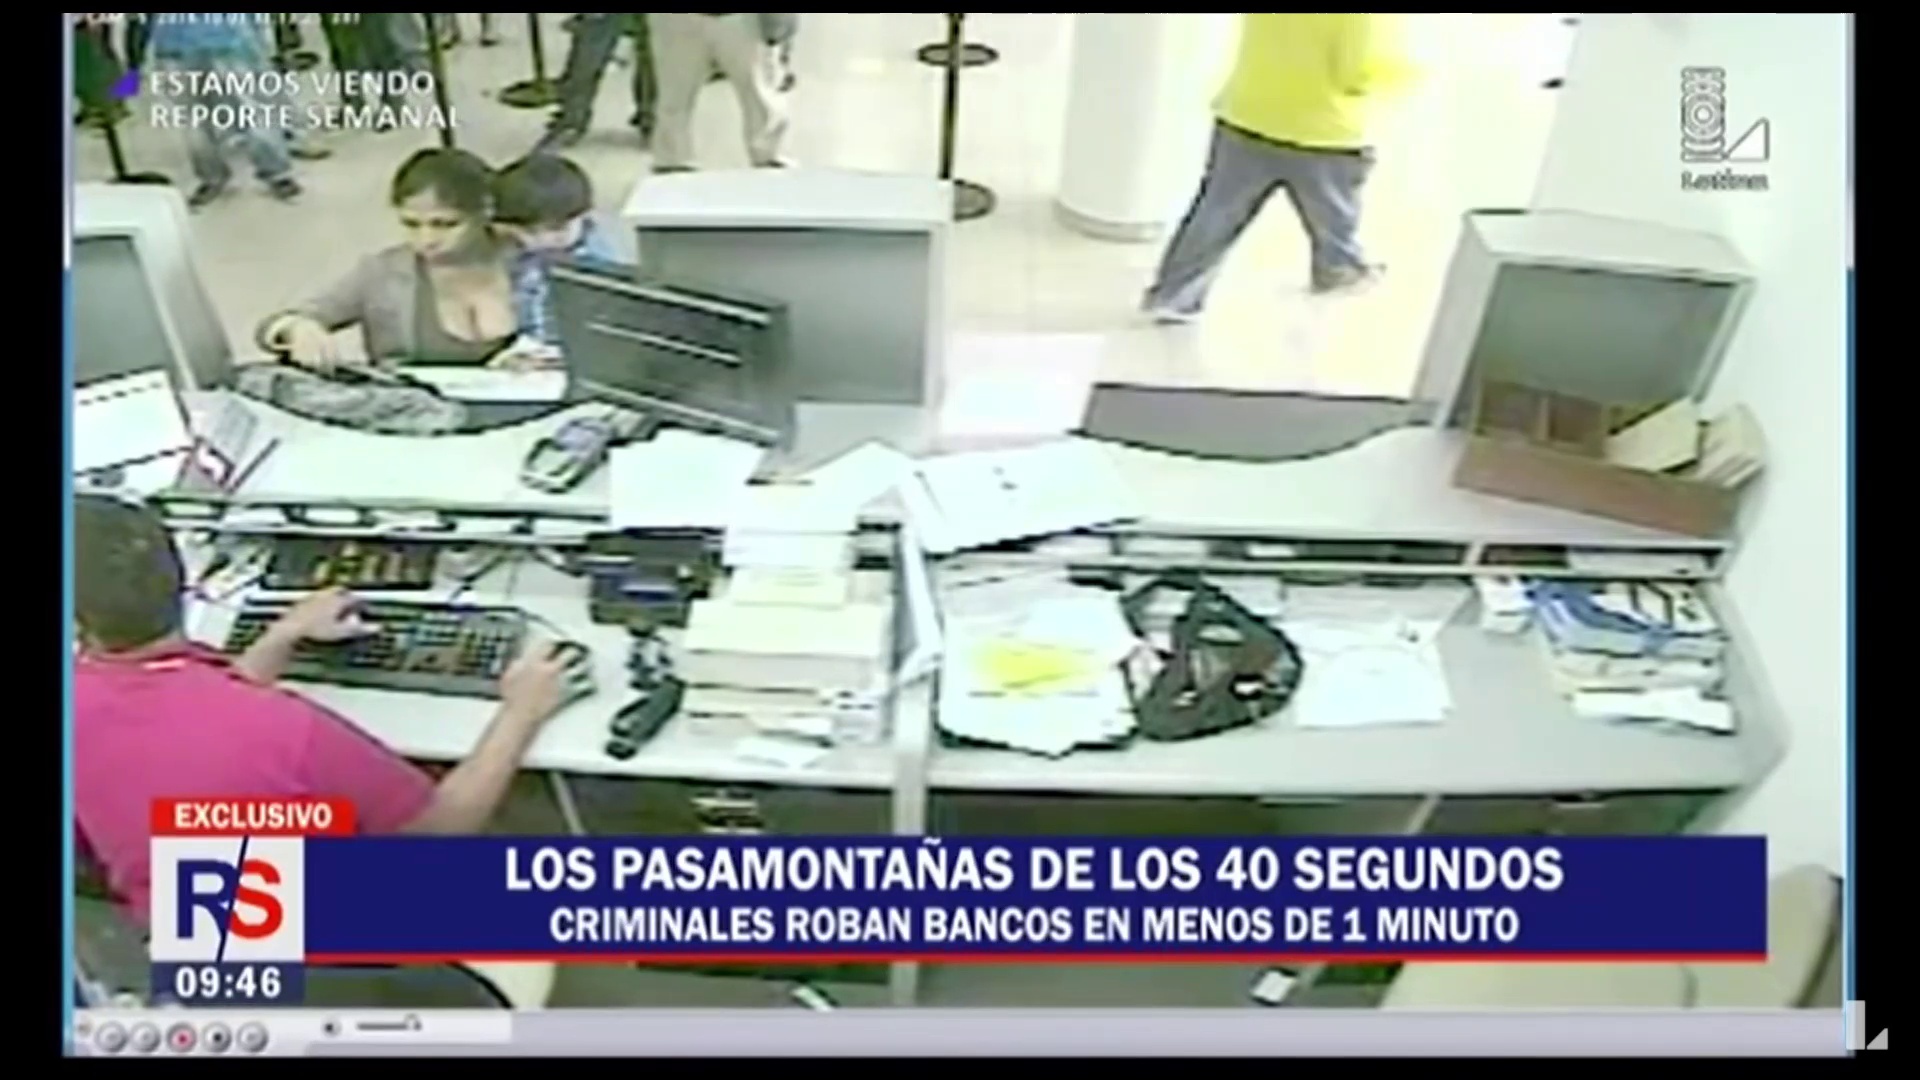 ESTAMOS VIENDO
REPORTE SEMANAL
Latina
EXCLUSIVO
RS
LOS PASAMONTAÑAS DE LOS 40 SEGUNDOS
CRIMINALES ROBAN BANCOS EN MENOS DE 1 MINUTO
09:46